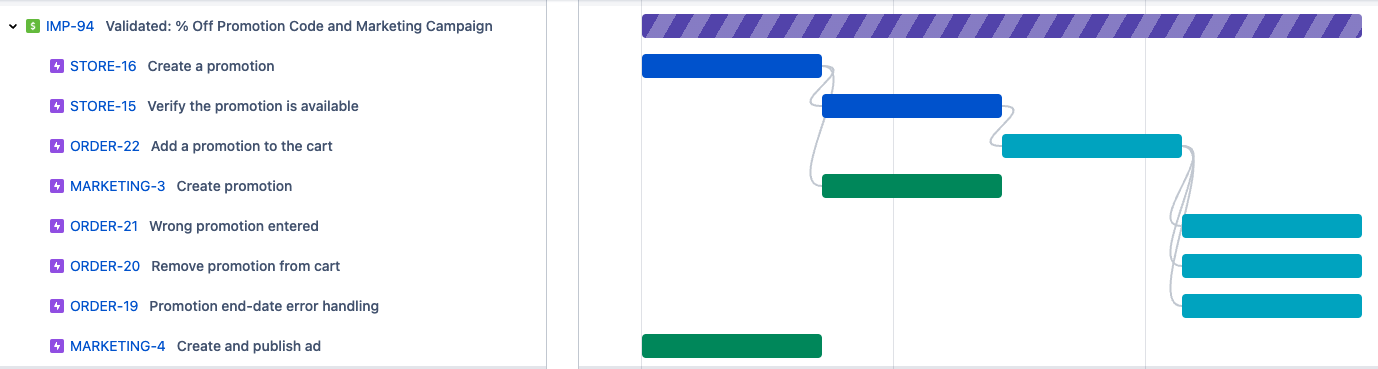 $ IMP-94 Validated: % Off Promotion Code and Marketing Campaign
STORE-16 Create a promotion
STORE-15 Verify the promotion is available
ORDER-22 Add a promotion to the cart
MARKETING-3 Create promotion
ORDER-21 Wrong promotion entered
ORDER-20 Remove promotion from cart
ORDER-19 Promotion end-date error handling
MARKETING-4 Create and publish ad